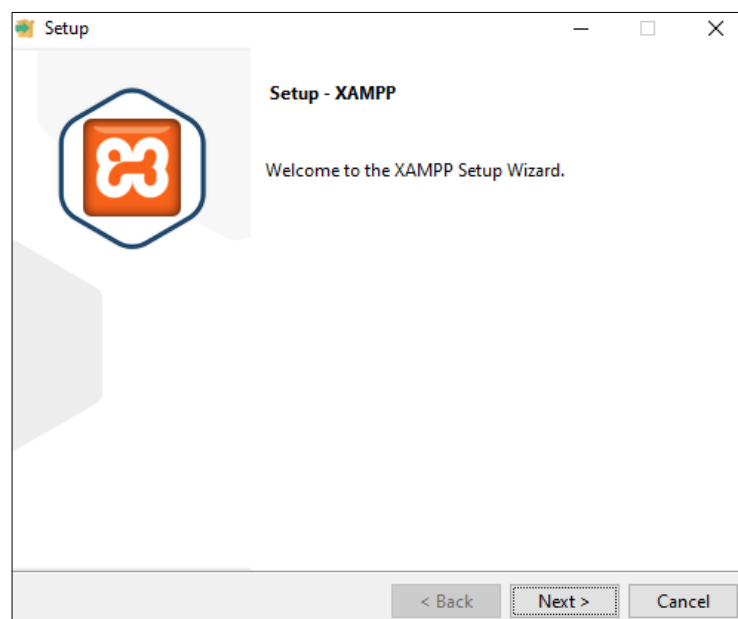 Setup
Setup - XAMPP
Welcome to the XAMPP Setup Wizard.
< Back Next > Cancel